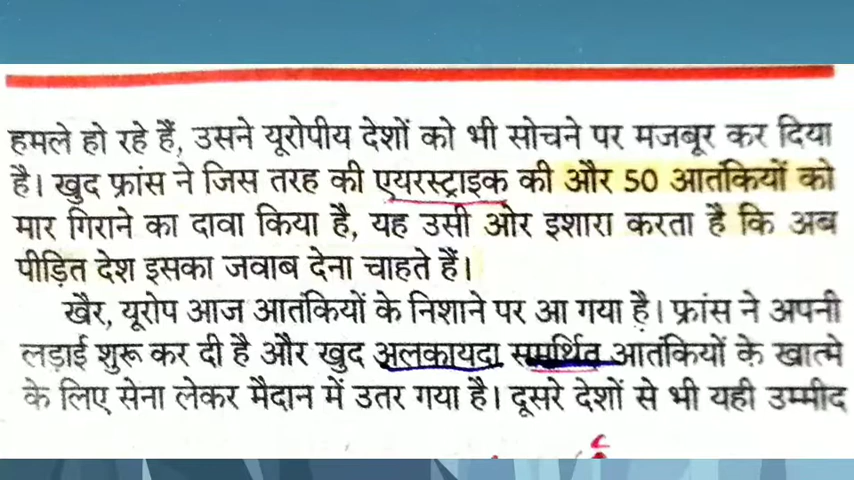 हमले हो रहे हैं, उसने यूरोपीय देशों को भी सोचने पर मजबूर कर दिया
है। खुद फ्रांस ने जिस तरह की एयरस्ट्राइक की और 50 आतंकियों को
मार गिराने का दावा किया है, यह उसी ओर इशारा करता है कि अब
पीड़ित देश इसका जवाब देना चाहते हैं।
खैर, यूरोप आज आतंकियों के निशाने पर आ गया है। फ्रांस ने अपनी
लड़ाई शुरू कर दी है और खुद अलकायदा समर्थित आतंकियों के खात्मे
के लिए सेना लेकर मैदान में उतर गया है। दूसरे देशों से भी यही उम्मीद